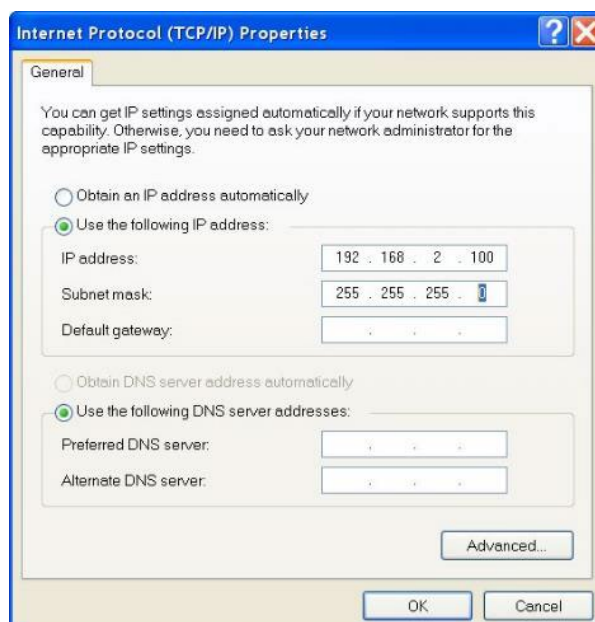 Internet Protocol (TCP/IP) Properties
General
You can get IP settings assigned automatically if your network supports this
capability. Otherwise, you need to ask your network administrator for the
appropriate IP settings.
Obtain an IP address automatically
Use the following IP address:
IP address: 192 . 168 . 2 . 100
Subnet mask: 255 . 255 . 255 . 0
Default gateway: . . .
Obtain DNS server address automatically
Use the following DNS server addresses:
Preferred DNS server: . . .
Alternate DNS server: . . .
Advanced...
OK Cancel